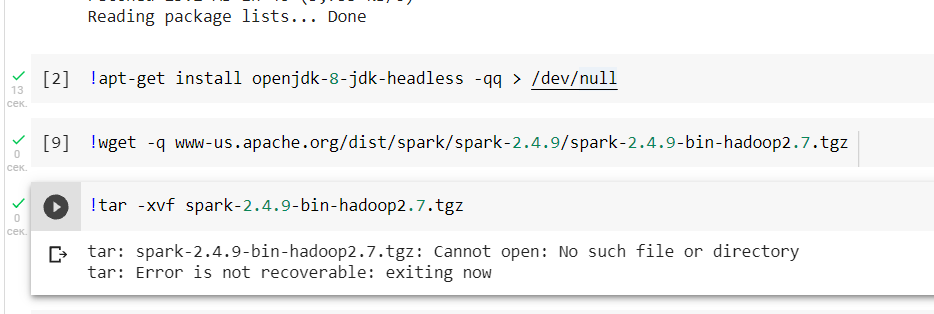 Reading package lists... Done
[2] !apt-get install openjdk-8-jdk-headless -qq > /dev/null
13
сек.
[9] !wget -q www-us.apache.org/dist/spark/spark-2.4.9/spark-2.4.9-bin-hadoop2.7.tgz
0
сек.
!tar -xvf spark-2.4.9-bin-hadoop2.7.tgz
0
сек.
tar: spark-2.4.9-bin-hadoop2.7.tgz: Cannot open: No such file or directory
tar: Error is not recoverable: exiting now